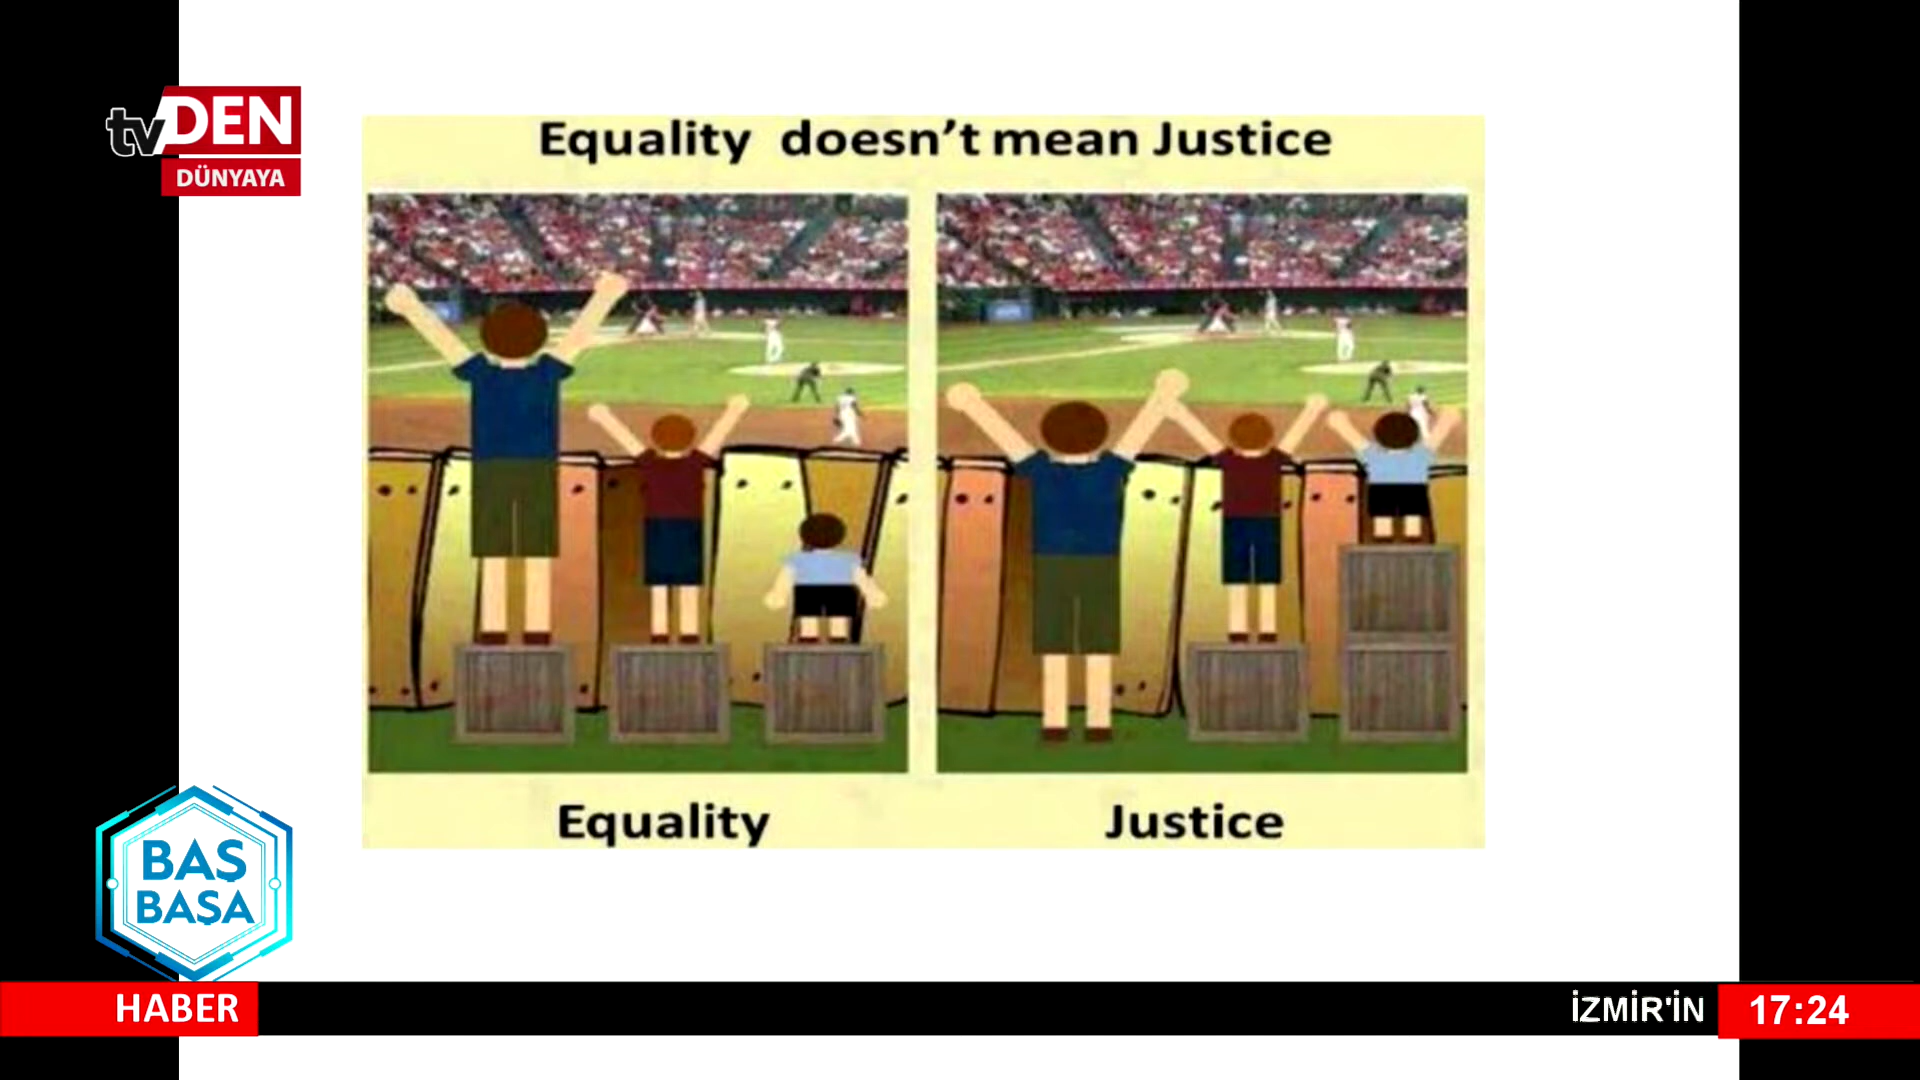 tvDEN
DÜNYAYA
Equality doesn't mean Justice
Equality
Justice
BAŞ
BAŞA
HABER
İZMİR'İN
17:24